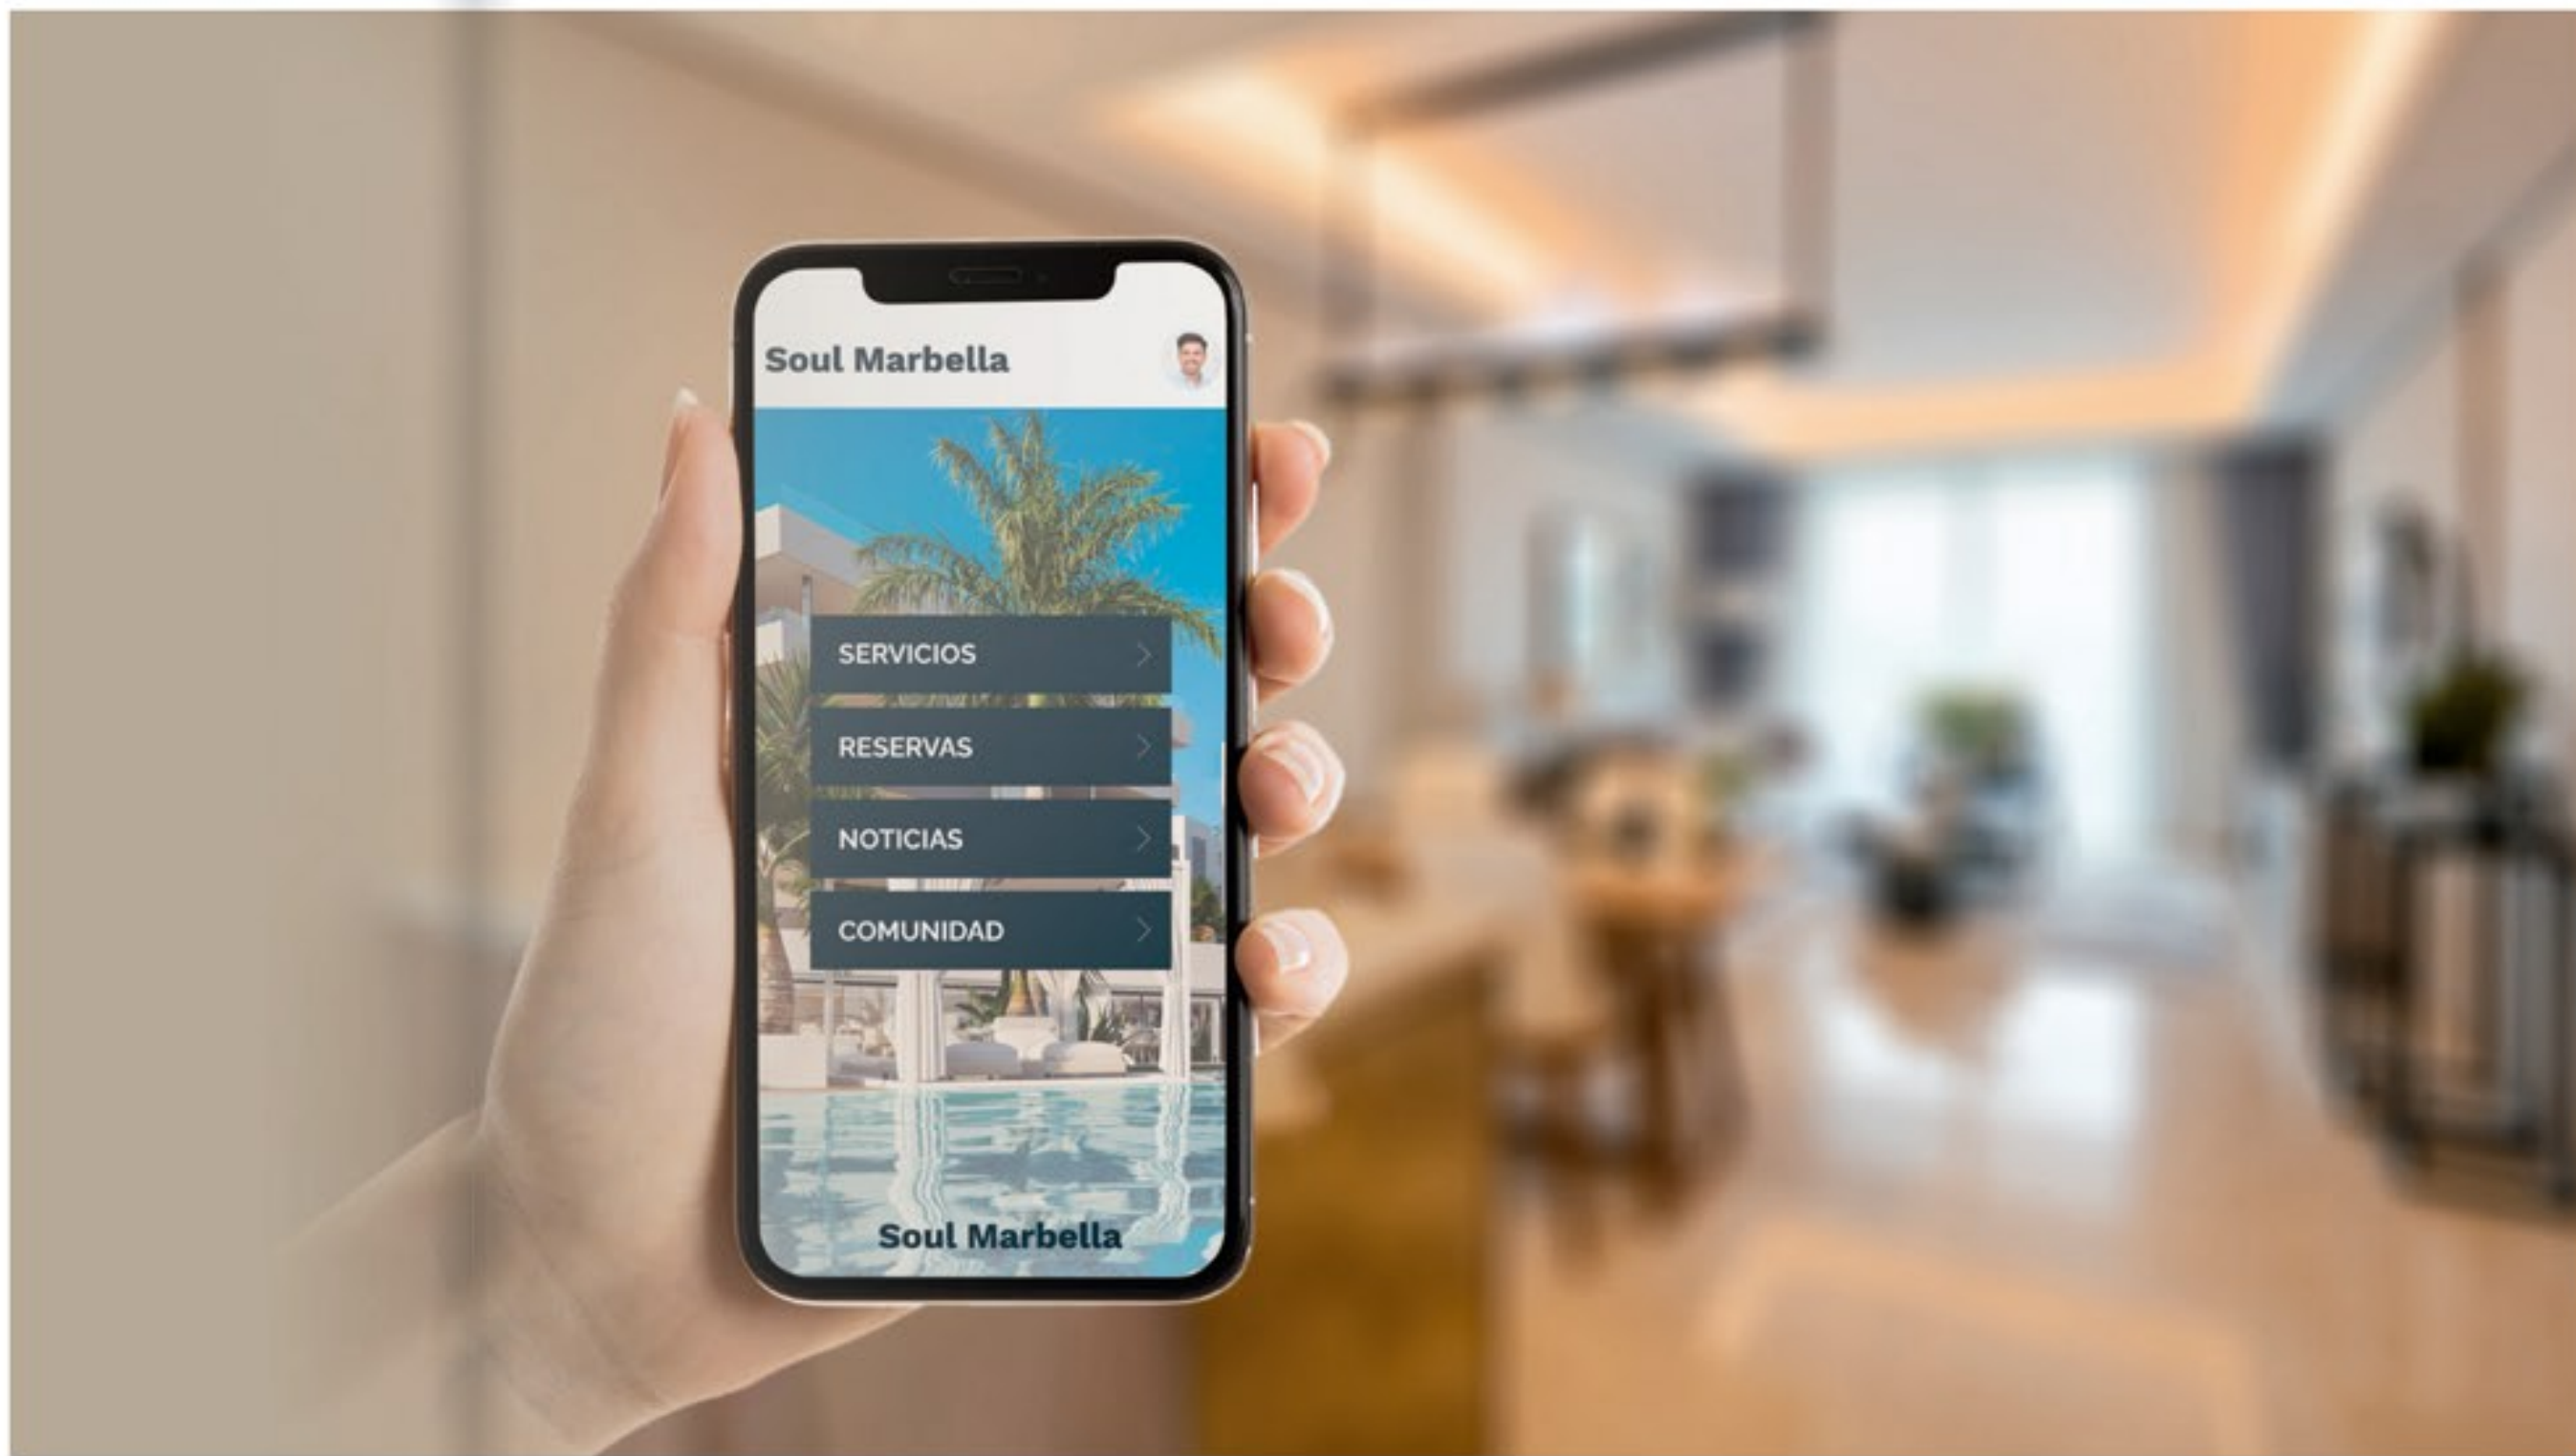 Soul Marbella
SERVICIOS
RESERVAS
NOTICIAS
COMUNIDAD
Soul Marbella